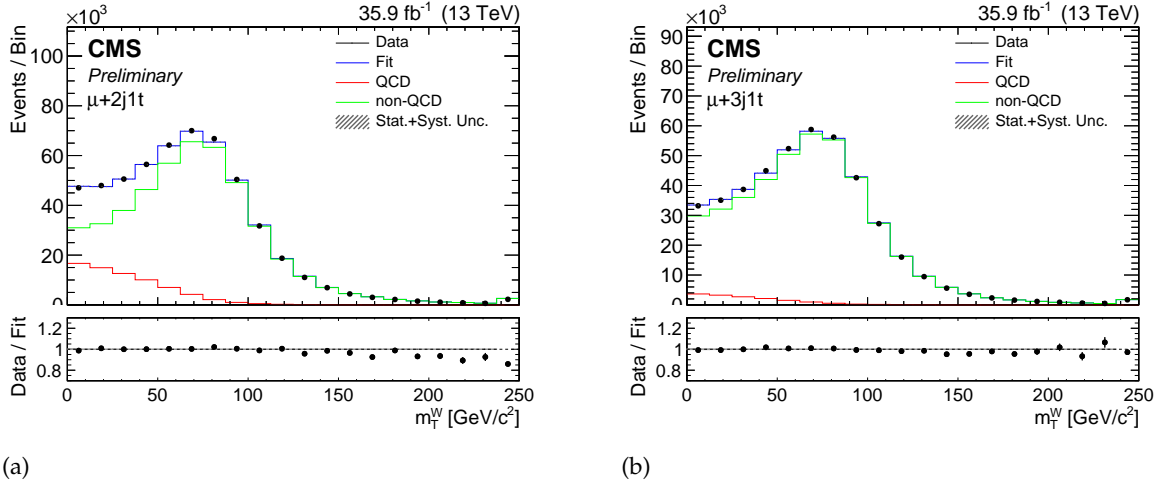 ×10³ 35.9 fb⁻¹ (13 TeV)
Events / Bin
100
80
60
40
20
0
CMS
Preliminary
μ+2j1t
Data
Fit
QCD
non-QCD
Stat.+Syst. Unc.
Data / Fit
1.2
1
0.8
0 50 100 150 200 250
m_T^W [GeV/c²]
(a)
×10³ 35.9 fb⁻¹ (13 TeV)
Events / Bin
90
80
70
60
50
40
30
20
10
0
CMS
Preliminary
μ+3j1t
Data
Fit
QCD
non-QCD
Stat.+Syst. Unc.
Data / Fit
1.2
1
0.8
0 50 100 150 200 250
m_T^W [GeV/c²]
(b)